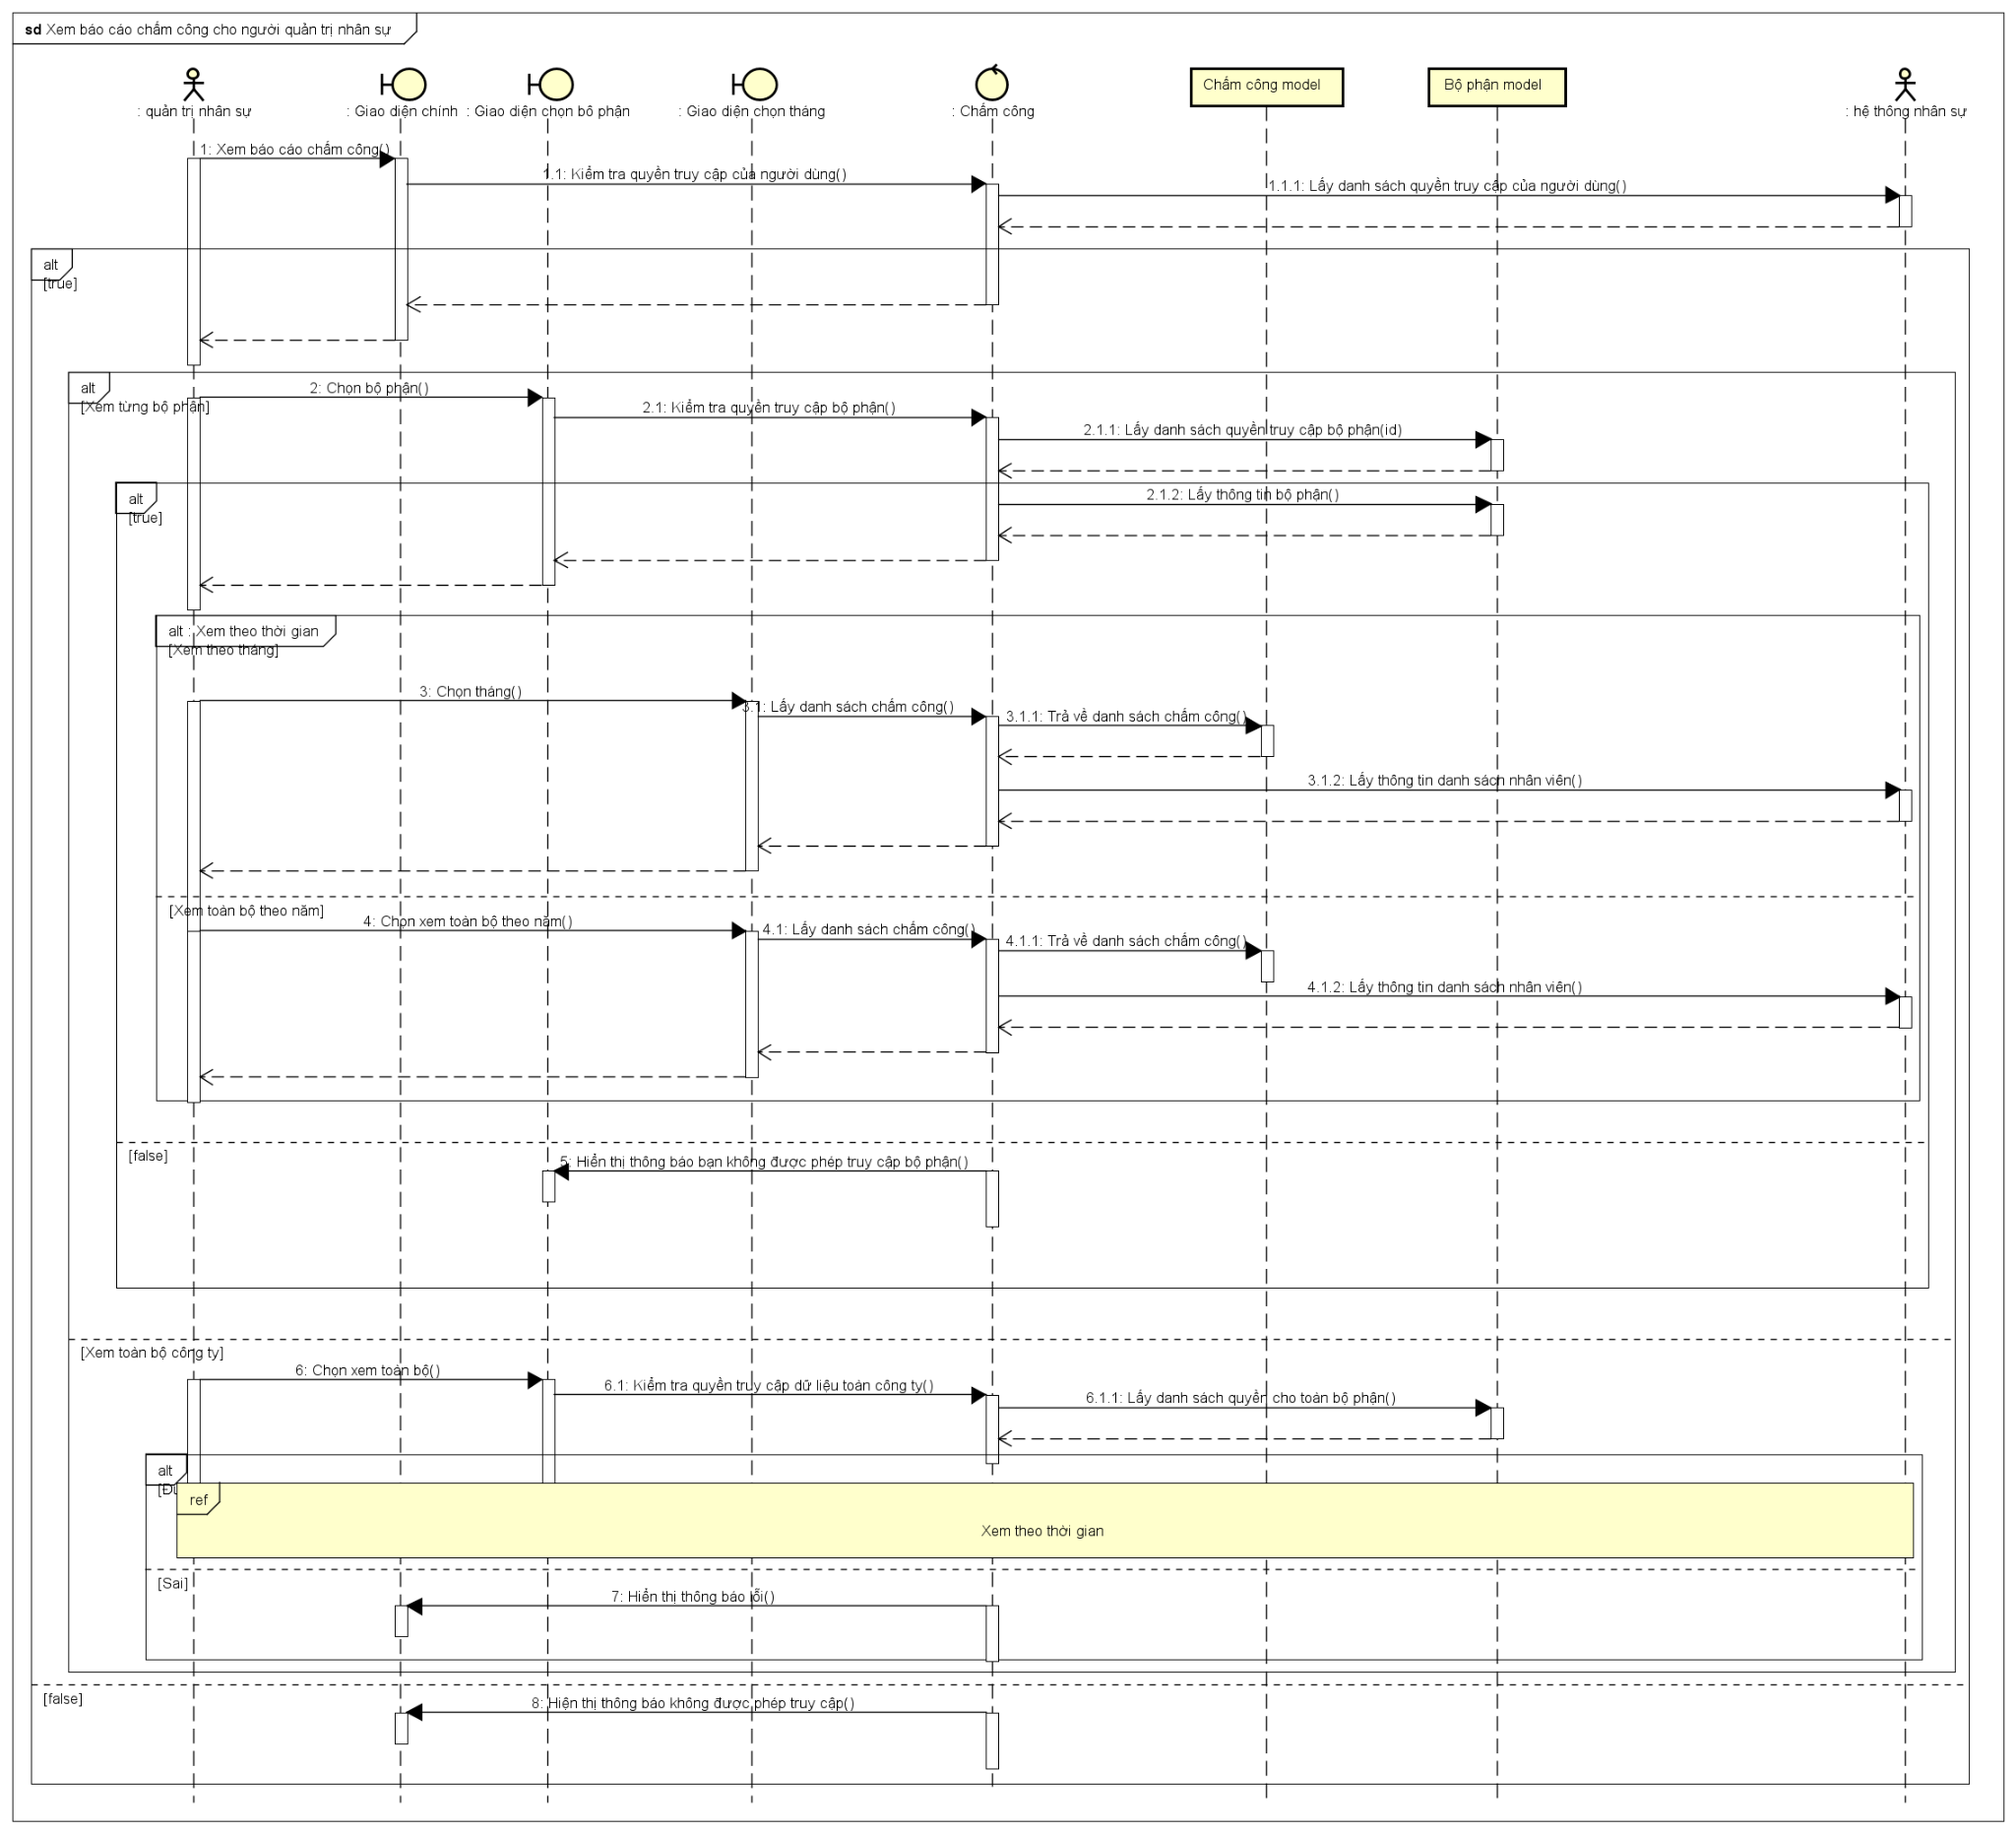 sd Xem báo cáo chấm công cho người quản trị nhân sự
: quản trị nhân sự
: Giao diện chính
: Giao diện chọn bộ phận
: Giao diện chọn tháng
: Chấm công
Chấm công model
Bộ phận model
: hệ thống nhân sự
1: Xem báo cáo chấm công()
1.1: Kiểm tra quyền truy cập của người dùng()
1.1.1: Lấy danh sách quyền truy cập của người dùng()
alt
[true]
alt
[Xem từng bộ phận]
2: Chọn bộ phận()
2.1: Kiểm tra quyền truy cập bộ phận()
2.1.1: Lấy danh sách quyền truy cập bộ phận(id)
alt
[true]
2.1.2: Lấy thông tin bộ phận()
alt : Xem theo thời gian
[Xem theo tháng]
3: Chọn tháng()
3.1: Lấy danh sách chấm công()
3.1.1: Trả về danh sách chấm công()
3.1.2: Lấy thông tin danh sách nhân viên()
[Xem toàn bộ theo năm]
4: Chọn xem toàn bộ theo năm()
4.1: Lấy danh sách chấm công()
4.1.1: Trả về danh sách chấm công()
4.1.2: Lấy thông tin danh sách nhân viên()
[false]
5: Hiển thị thông báo bạn không được phép truy cập bộ phận()
[Xem toàn bộ công ty]
6: Chọn xem toàn bộ()
6.1: Kiểm tra quyền truy cập dữ liệu toàn công ty()
6.1.1: Lấy danh sách quyền cho toàn bộ phận()
alt
ref
Xem theo thời gian
[Sai]
7: Hiển thị thông báo lỗi()
[false]
8: Hiện thị thông báo không được phép truy cập()